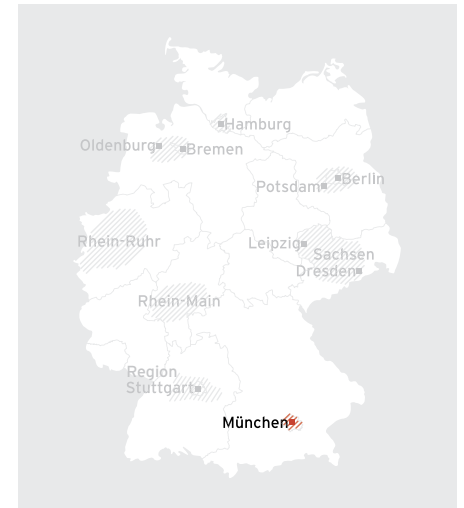 Hamburg
Oldenburg
Bremen
Berlin
Potsdam
Rhein-Ruhr
Leipzig
Sachsen
Dresden
Rhein-Main
Region
Stuttgart
München